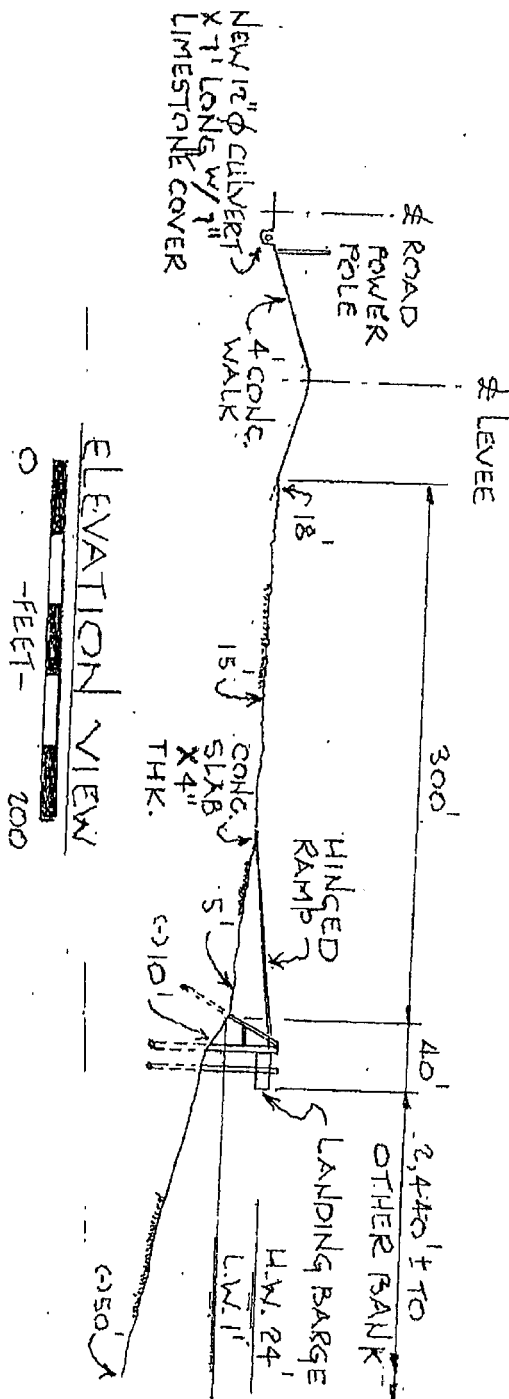 ℄ ROAD
POWER
POLE
℄ LEVEE
300'
40'
2,440' ± TO
OTHER BANK
NEW 12" Ø CULVERT
X 7' LONG W/ 7"
LIMESTONE COVER
4' CONC.
WALK
18'
15'
CONC.
SLAB
X 4"
THK.
HINGED
RAMP
5'
(-)10'
LANDING BARGE
H.W. 24'
L.W. 1'
(-)50'
ELEVATION VIEW
0 -FEET- 200